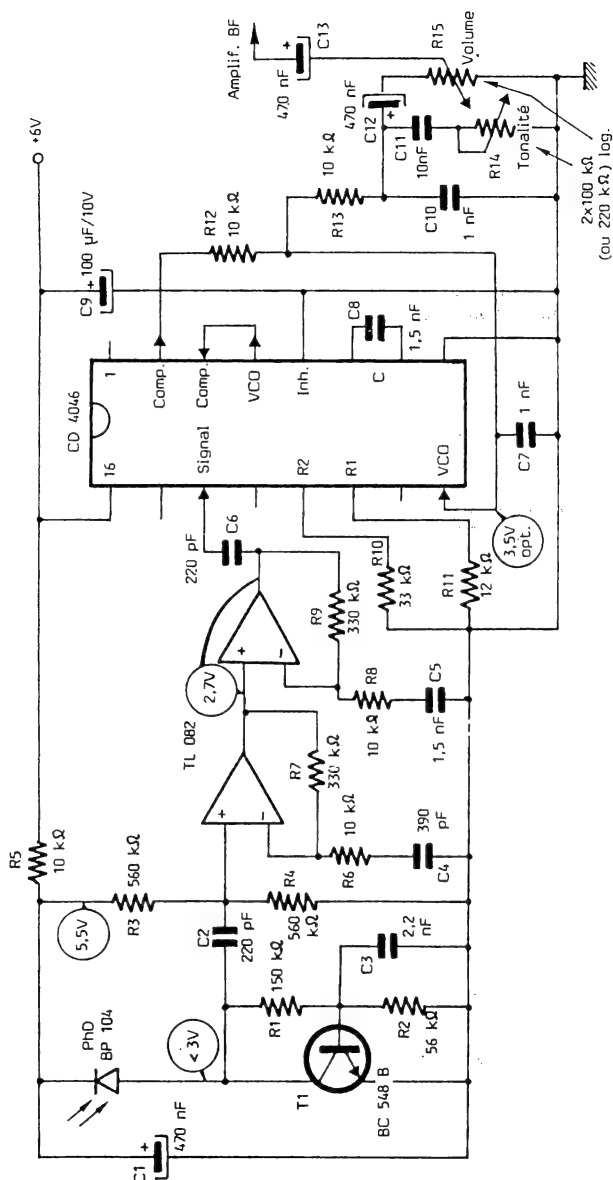 PhD
BP 104
C1
470 nF
+
5,5V
< 3V
R5
10 kΩ
R3
560 kΩ
C2
220 pF
R1
150 kΩ
R4
560
kΩ
T1
BC 548 B
R2
56 kΩ
C3
2,2
nF
TL 082
+
-
2,7V
+
-
R7
330 kΩ
R6
10 kΩ
390
pF
C4
R9
330 kΩ
R8
10 kΩ
C5
1,5 nF
220 pF
C6
R10
33 kΩ
R11
12 kΩ
CD 4046
16
Signal
R2
R1
VCO
1
Comp.
Comp.
VCO
Inh.
C
C8
1,5 nF
3,5V
opt.
C7
1 nF
+6V
C9
+
100 µF/10V
R12
10 kΩ
R13
10 kΩ
C10
1 nF
C11
10nF
R14
Tonalité
C12
470 nF
+
R15
Volume
470 nF
+
C13
Amplif. BF
2x100 kΩ
(ou 220 kΩ) log.